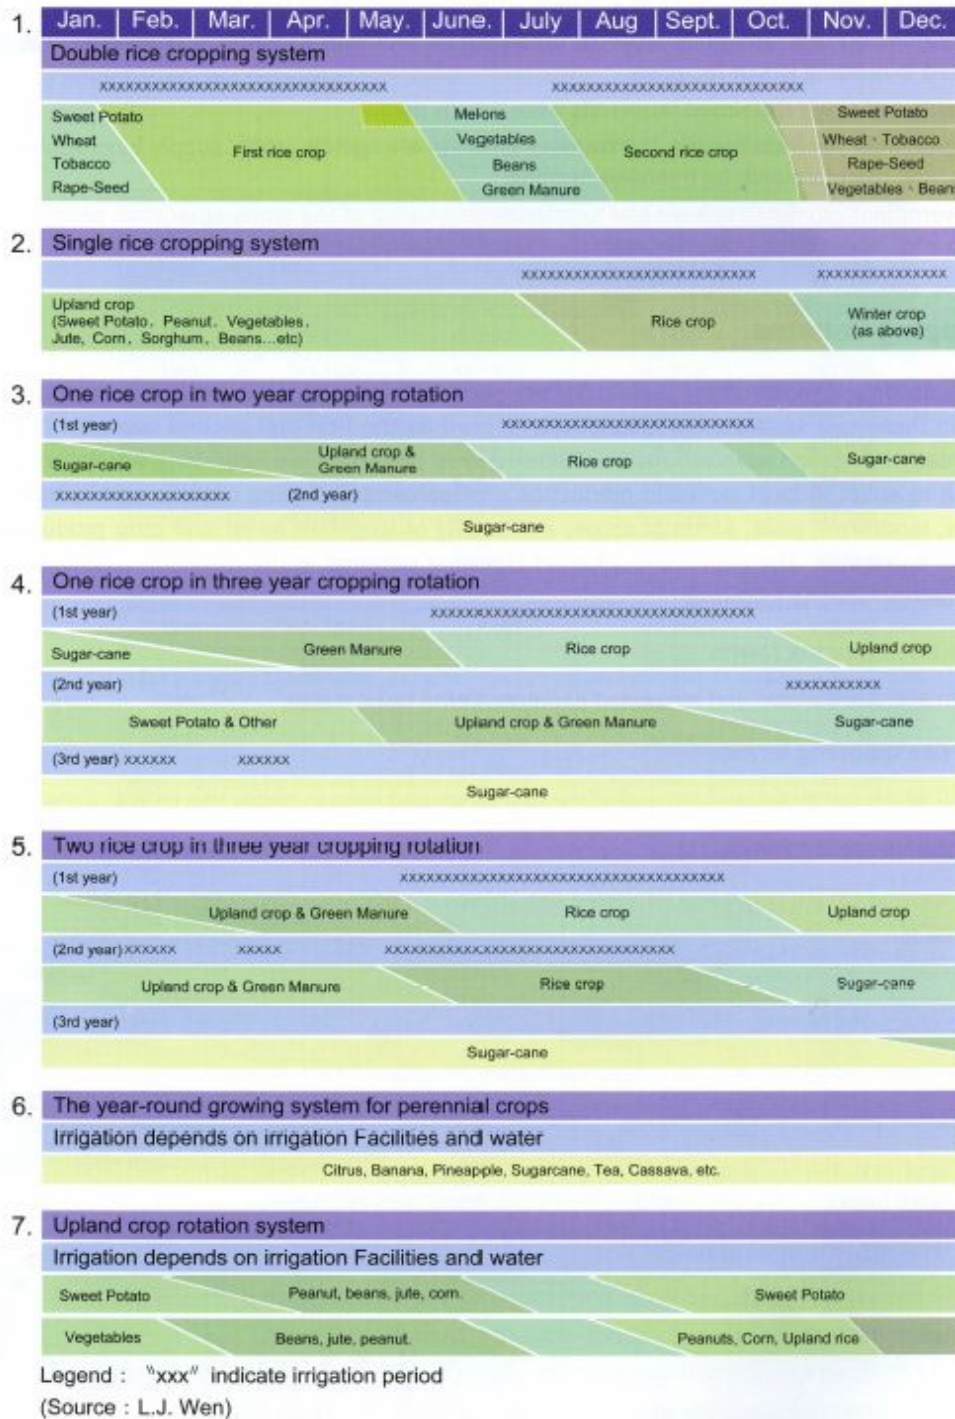 1. Jan. Feb. Mar. Apr. May. June. July Aug Sept. Oct. Nov. Dec.
Double rice cropping system
xxxxxxxxxxxxxxxxxxxxxxxxxxxxxxxxx xxxxxxxxxxxxxxxxxxxxxxxxxxxxx
Sweet Potato Melons Sweet Potato
Wheat Vegetables Wheat、Tobacco
First rice crop Second rice crop
Tobacco Beans Rape-Seed
Rape-Seed Green Manure Vegetables、Beans
2. Single rice cropping system
xxxxxxxxxxxxxxxxxxxxxxxxxxx xxxxxxxxxxxxxxx
Upland crop
(Sweet Potato, Peanut, Vegetables,
Jute, Corn, Sorghum, Beans...etc)
Rice crop
Winter crop
(as above)
3. One rice crop in two year cropping rotation
(1st year) xxxxxxxxxxxxxxxxxxxxxxxxxxxxx
Sugar-cane
Upland crop &
Green Manure
Rice crop Sugar-cane
xxxxxxxxxxxxxxxxxxxx (2nd year)
Sugar-cane
4. One rice crop in three year cropping rotation
(1st year) xxxxxxxxxxxxxxxxxxxxxxxxxxxxxxxxxxxxx
Sugar-cane Green Manure Rice crop Upland crop
(2nd year) xxxxxxxxxxx
Sweet Potato & Other Upland crop & Green Manure Sugar-cane
(3rd year) xxxxxx xxxxxx
Sugar-cane
5. Two rice crop in three year cropping rotation
(1st year) xxxxxxxxxxxxxxxxxxxxxxxxxxxxxxxxxxxxx
Upland crop & Green Manure Rice crop Upland crop
(2nd year) xxxxxx xxxxx xxxxxxxxxxxxxxxxxxxxxxxxxxxxxxxxx
Upland crop & Green Manure Rice crop Sugar-cane
(3rd year)
Sugar-cane
6. The year-round growing system for perennial crops
Irrigation depends on irrigation Facilities and water
Citrus, Banana, Pineapple, Sugarcane, Tea, Cassava, etc.
7. Upland crop rotation system
Irrigation depends on irrigation Facilities and water
Sweet Potato Peanut, beans, jute, corn. Sweet Potato
Vegetables Beans, jute, peanut. Peanuts, Corn, Upland rice
Legend : "xxx" indicate irrigation period
(Source : L.J. Wen)